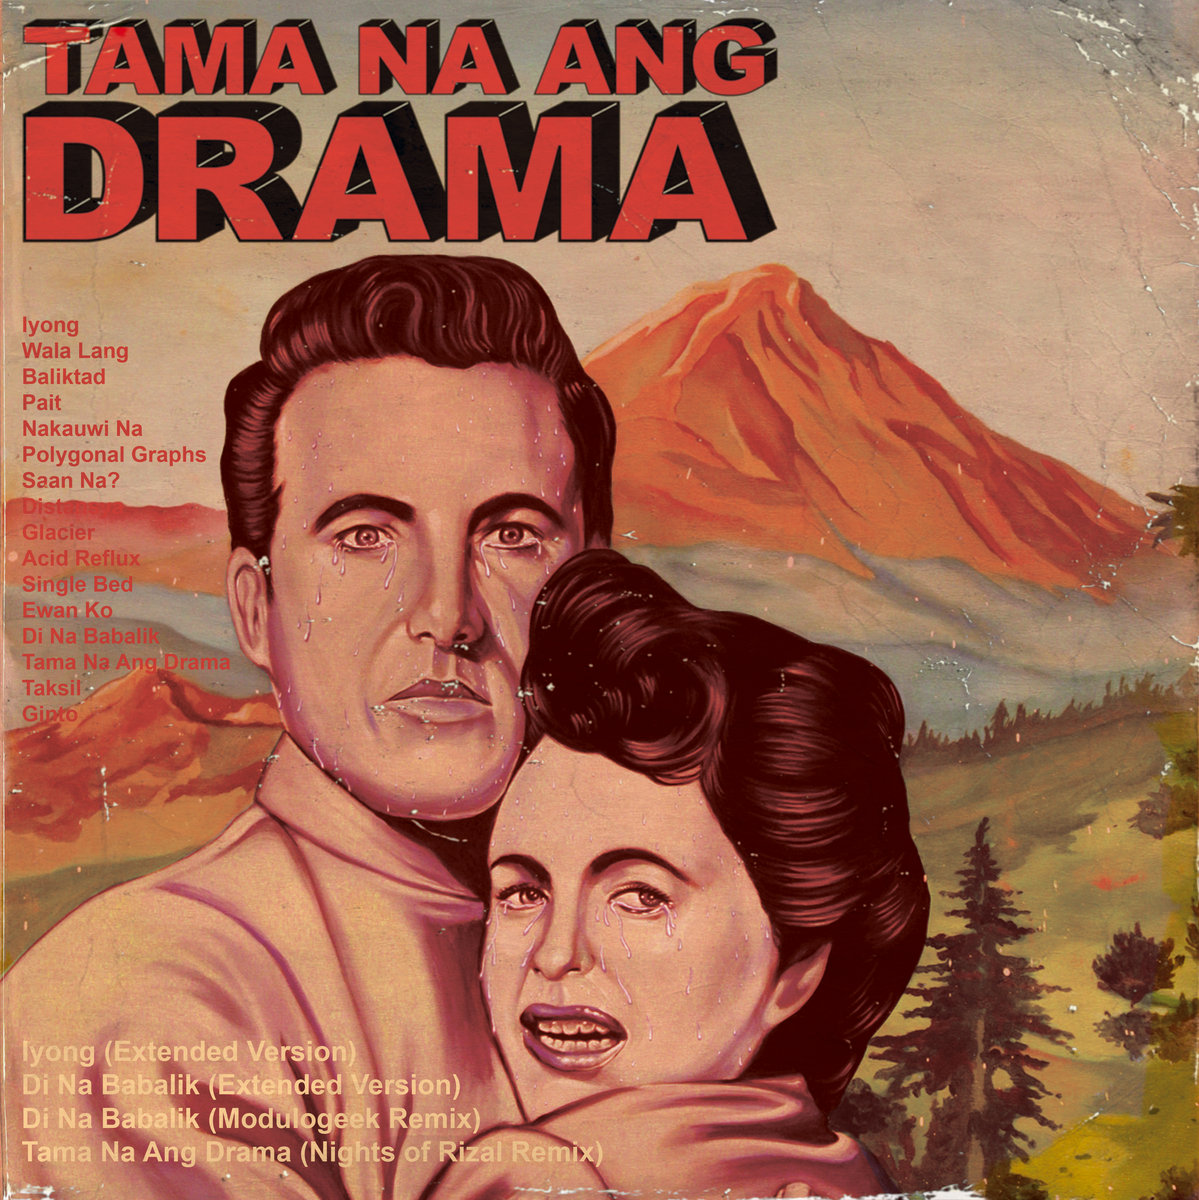 TAMA NA ANG
DRAMA
Iyong
Wala Lang
Baliktad
Pait
Nakauwi Na
Polygonal Graphs
Saan Na?
Glacier
Acid Reflux
Single Bed
Ewan Ko
Di Na Babalik
Tama Na Ang Drama
Taksil
Ginto
Iyong (Extended Version)
Di Na Babalik (Extended Version)
Di Na Babalik (Modulogeek Remix)
Tama Na Ang Drama (Nights of Rizal Remix)